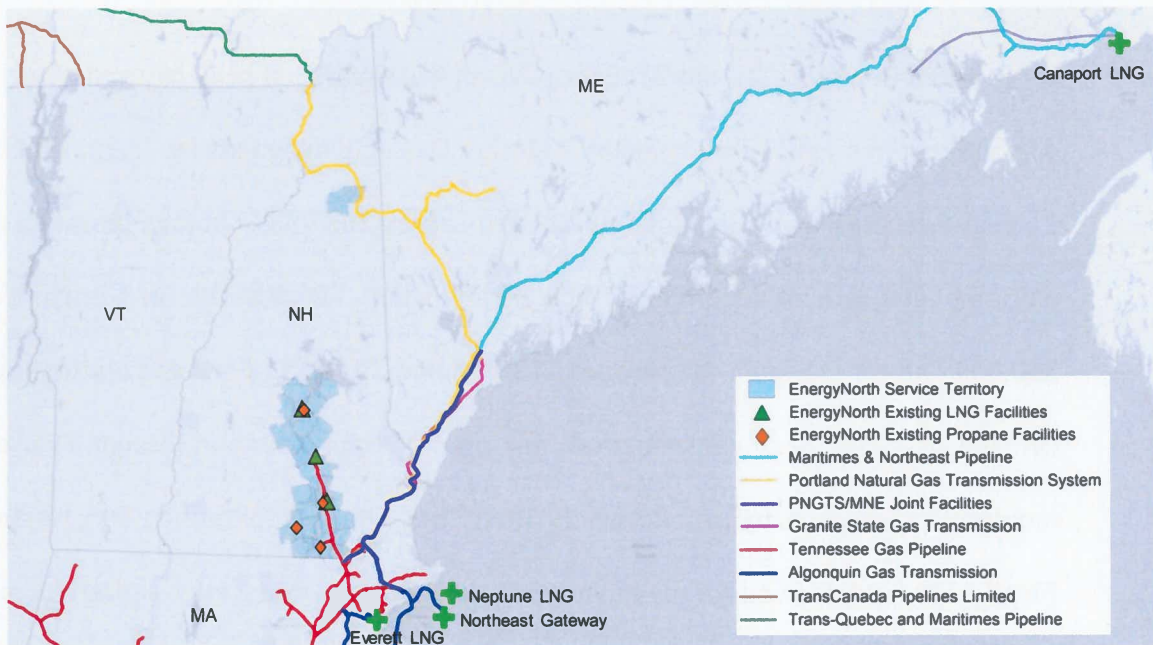 ME
Canaport LNG
VT
NH
EnergyNorth Service Territory
EnergyNorth Existing LNG Facilities
EnergyNorth Existing Propane Facilities
Maritimes & Northeast Pipeline
Portland Natural Gas Transmission System
PNGTS/MNE Joint Facilities
Granite State Gas Transmission
Tennessee Gas Pipeline
Algonquin Gas Transmission
TransCanada Pipelines Limited
Trans-Quebec and Maritimes Pipeline
Neptune LNG
MA
Northeast Gateway
Everett LNG